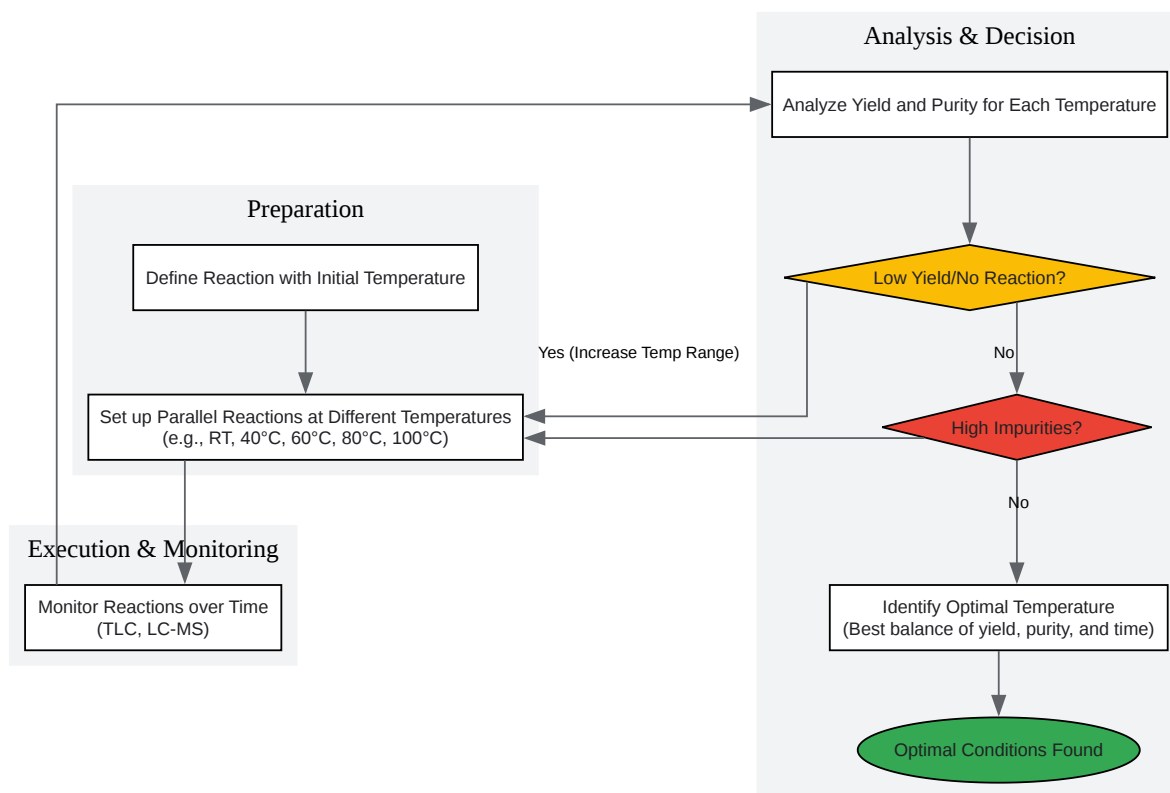 Analysis & Decision
Analyze Yield and Purity for Each Temperature
Preparation
Define Reaction with Initial Temperature
Low Yield/No Reaction?
Yes (Increase Temp Range)
No
Set up Parallel Reactions at Different Temperatures
(e.g., RT, 40°C, 60°C, 80°C, 100°C)
High Impurities?
No
Execution & Monitoring
Monitor Reactions over Time
(TLC, LC-MS)
Identify Optimal Temperature
(Best balance of yield, purity, and time)
Optimal Conditions Found